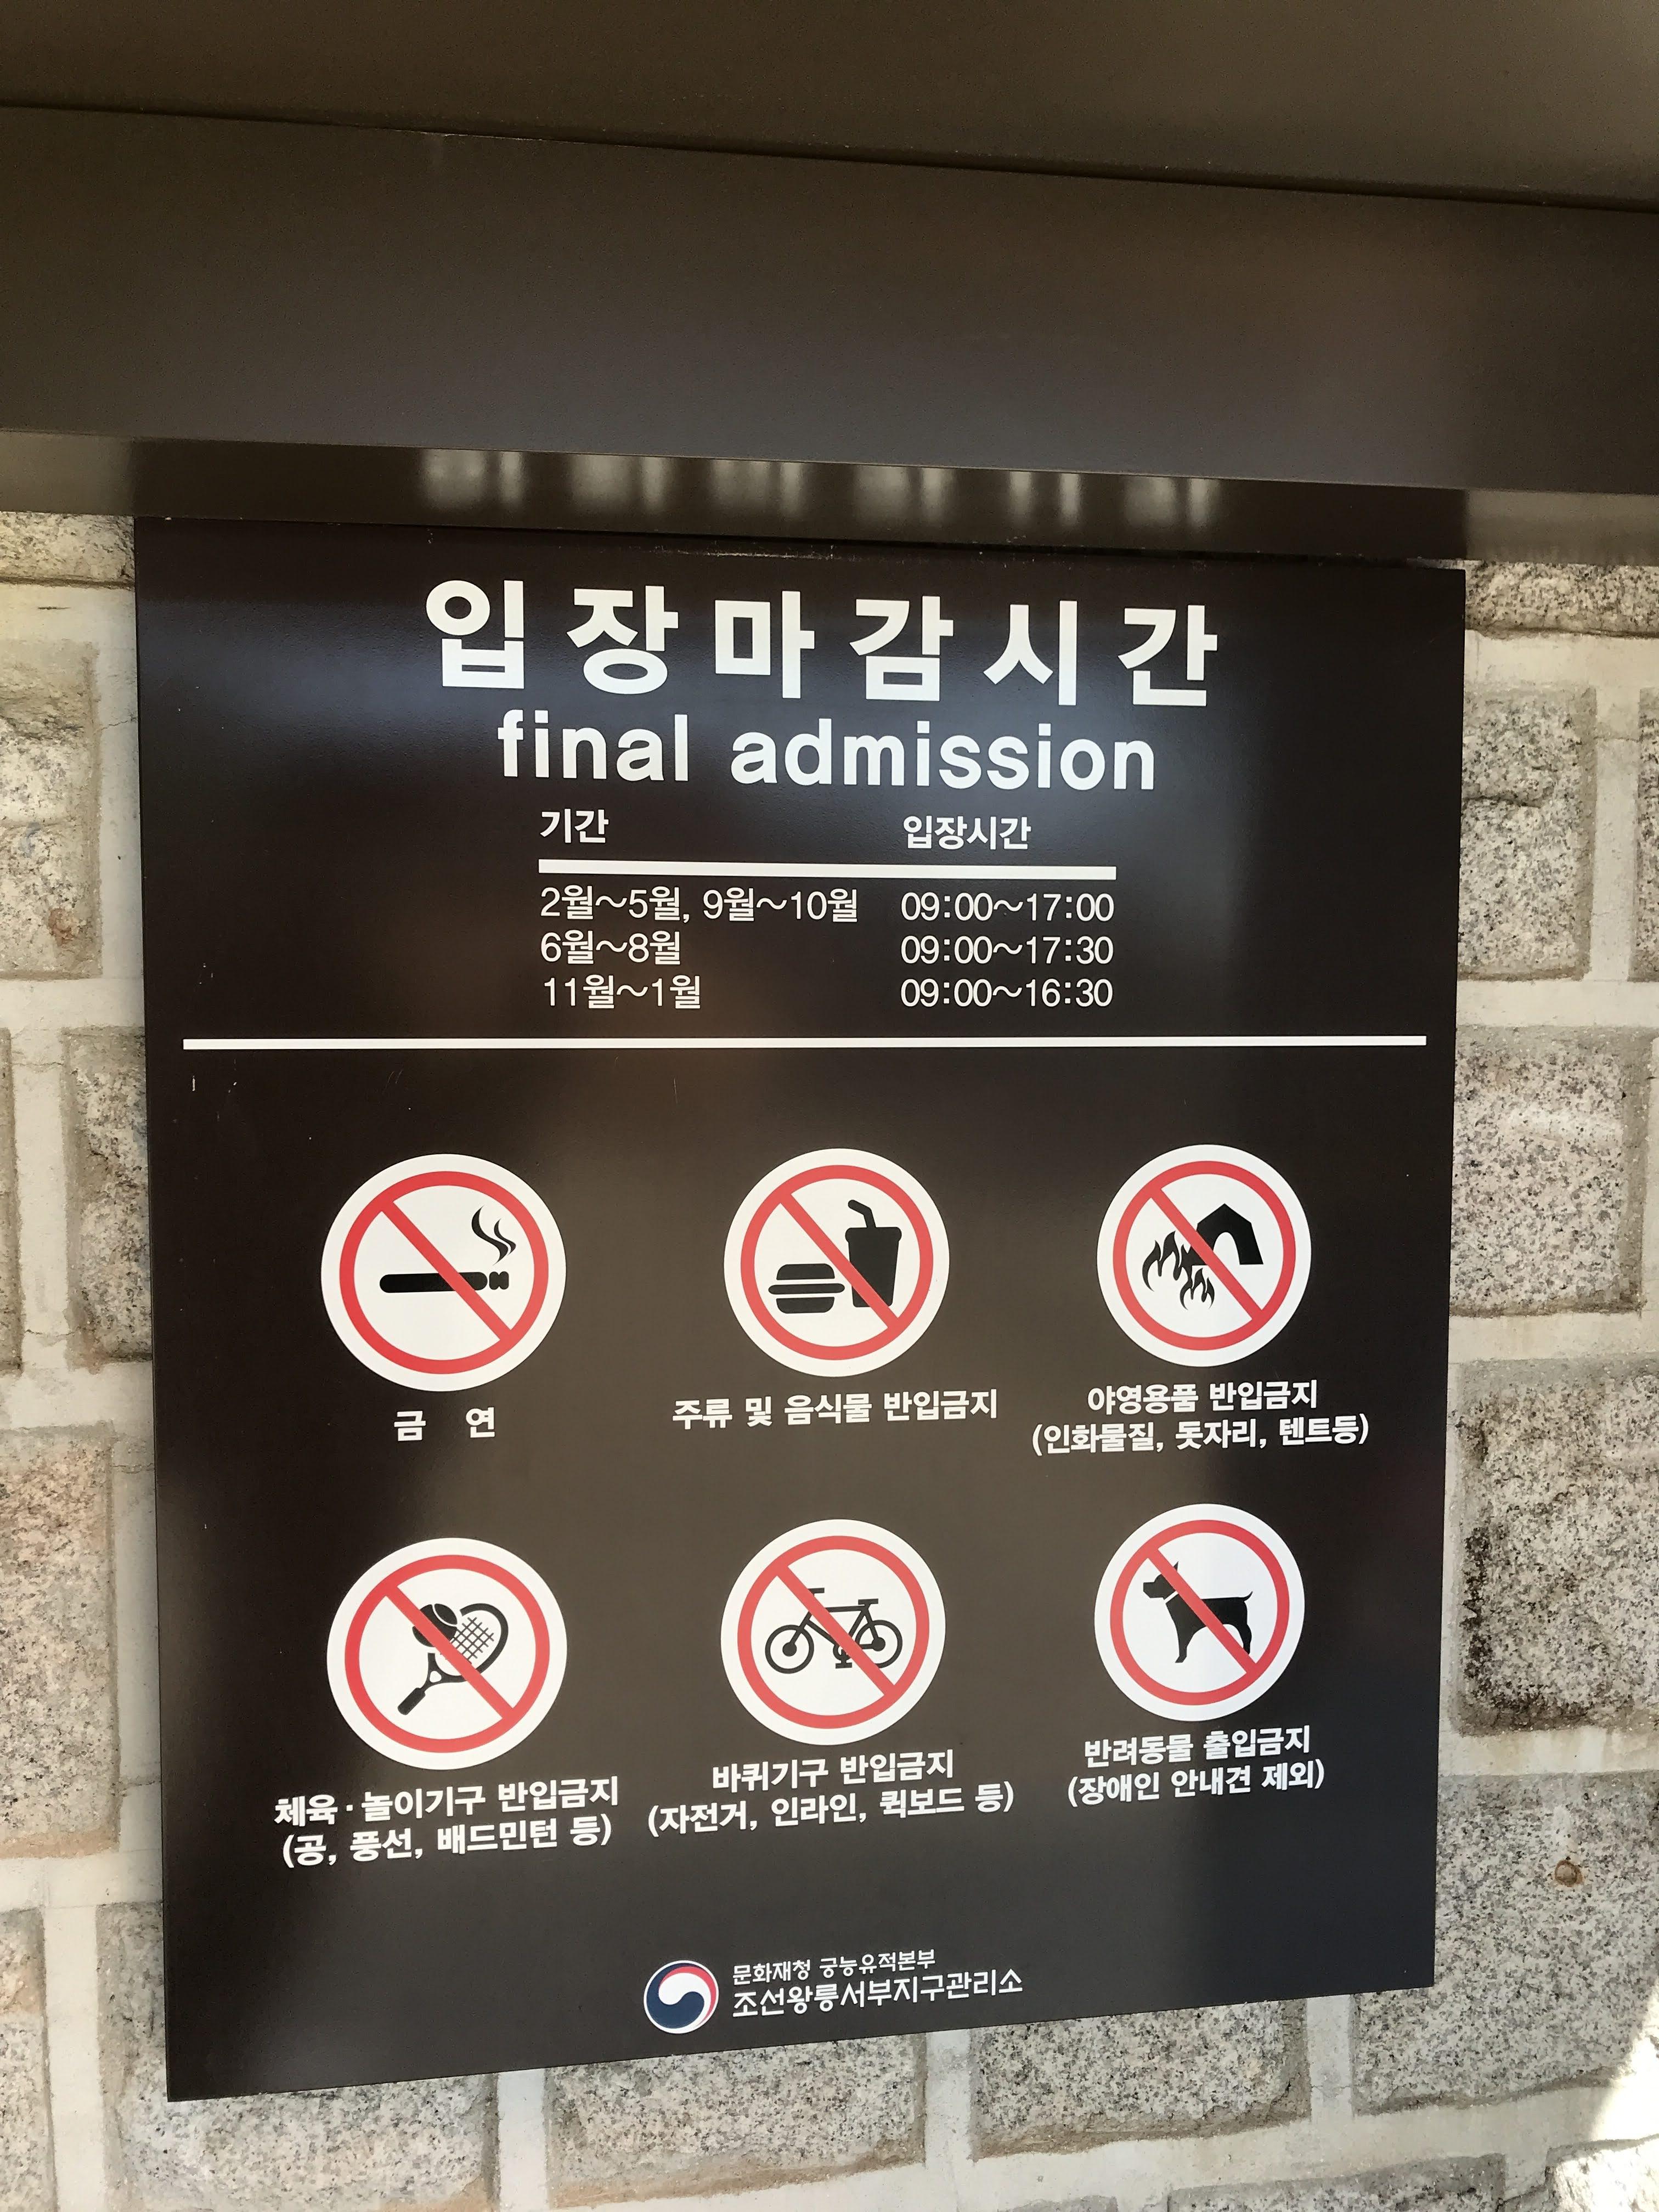 입장마감시간
final admission
기간 입장시간
2월~5월, 9월~10월 09:00~17:00
6월~8월 09:00~17:30
11월~1월 09:00~16:30
금 연
주류 및 음식물 반입금지
야영용품 반입금지
(인화물질, 돗자리, 텐트등)
체육·놀이기구 반입금지
(공, 풍선, 배드민턴 등)
바퀴기구 반입금지
(자전거, 인라인, 퀵보드 등)
반려동물 출입금지
(장애인 안내견 제외)
문화재청 궁능유적본부
조선왕릉서부지구관리소